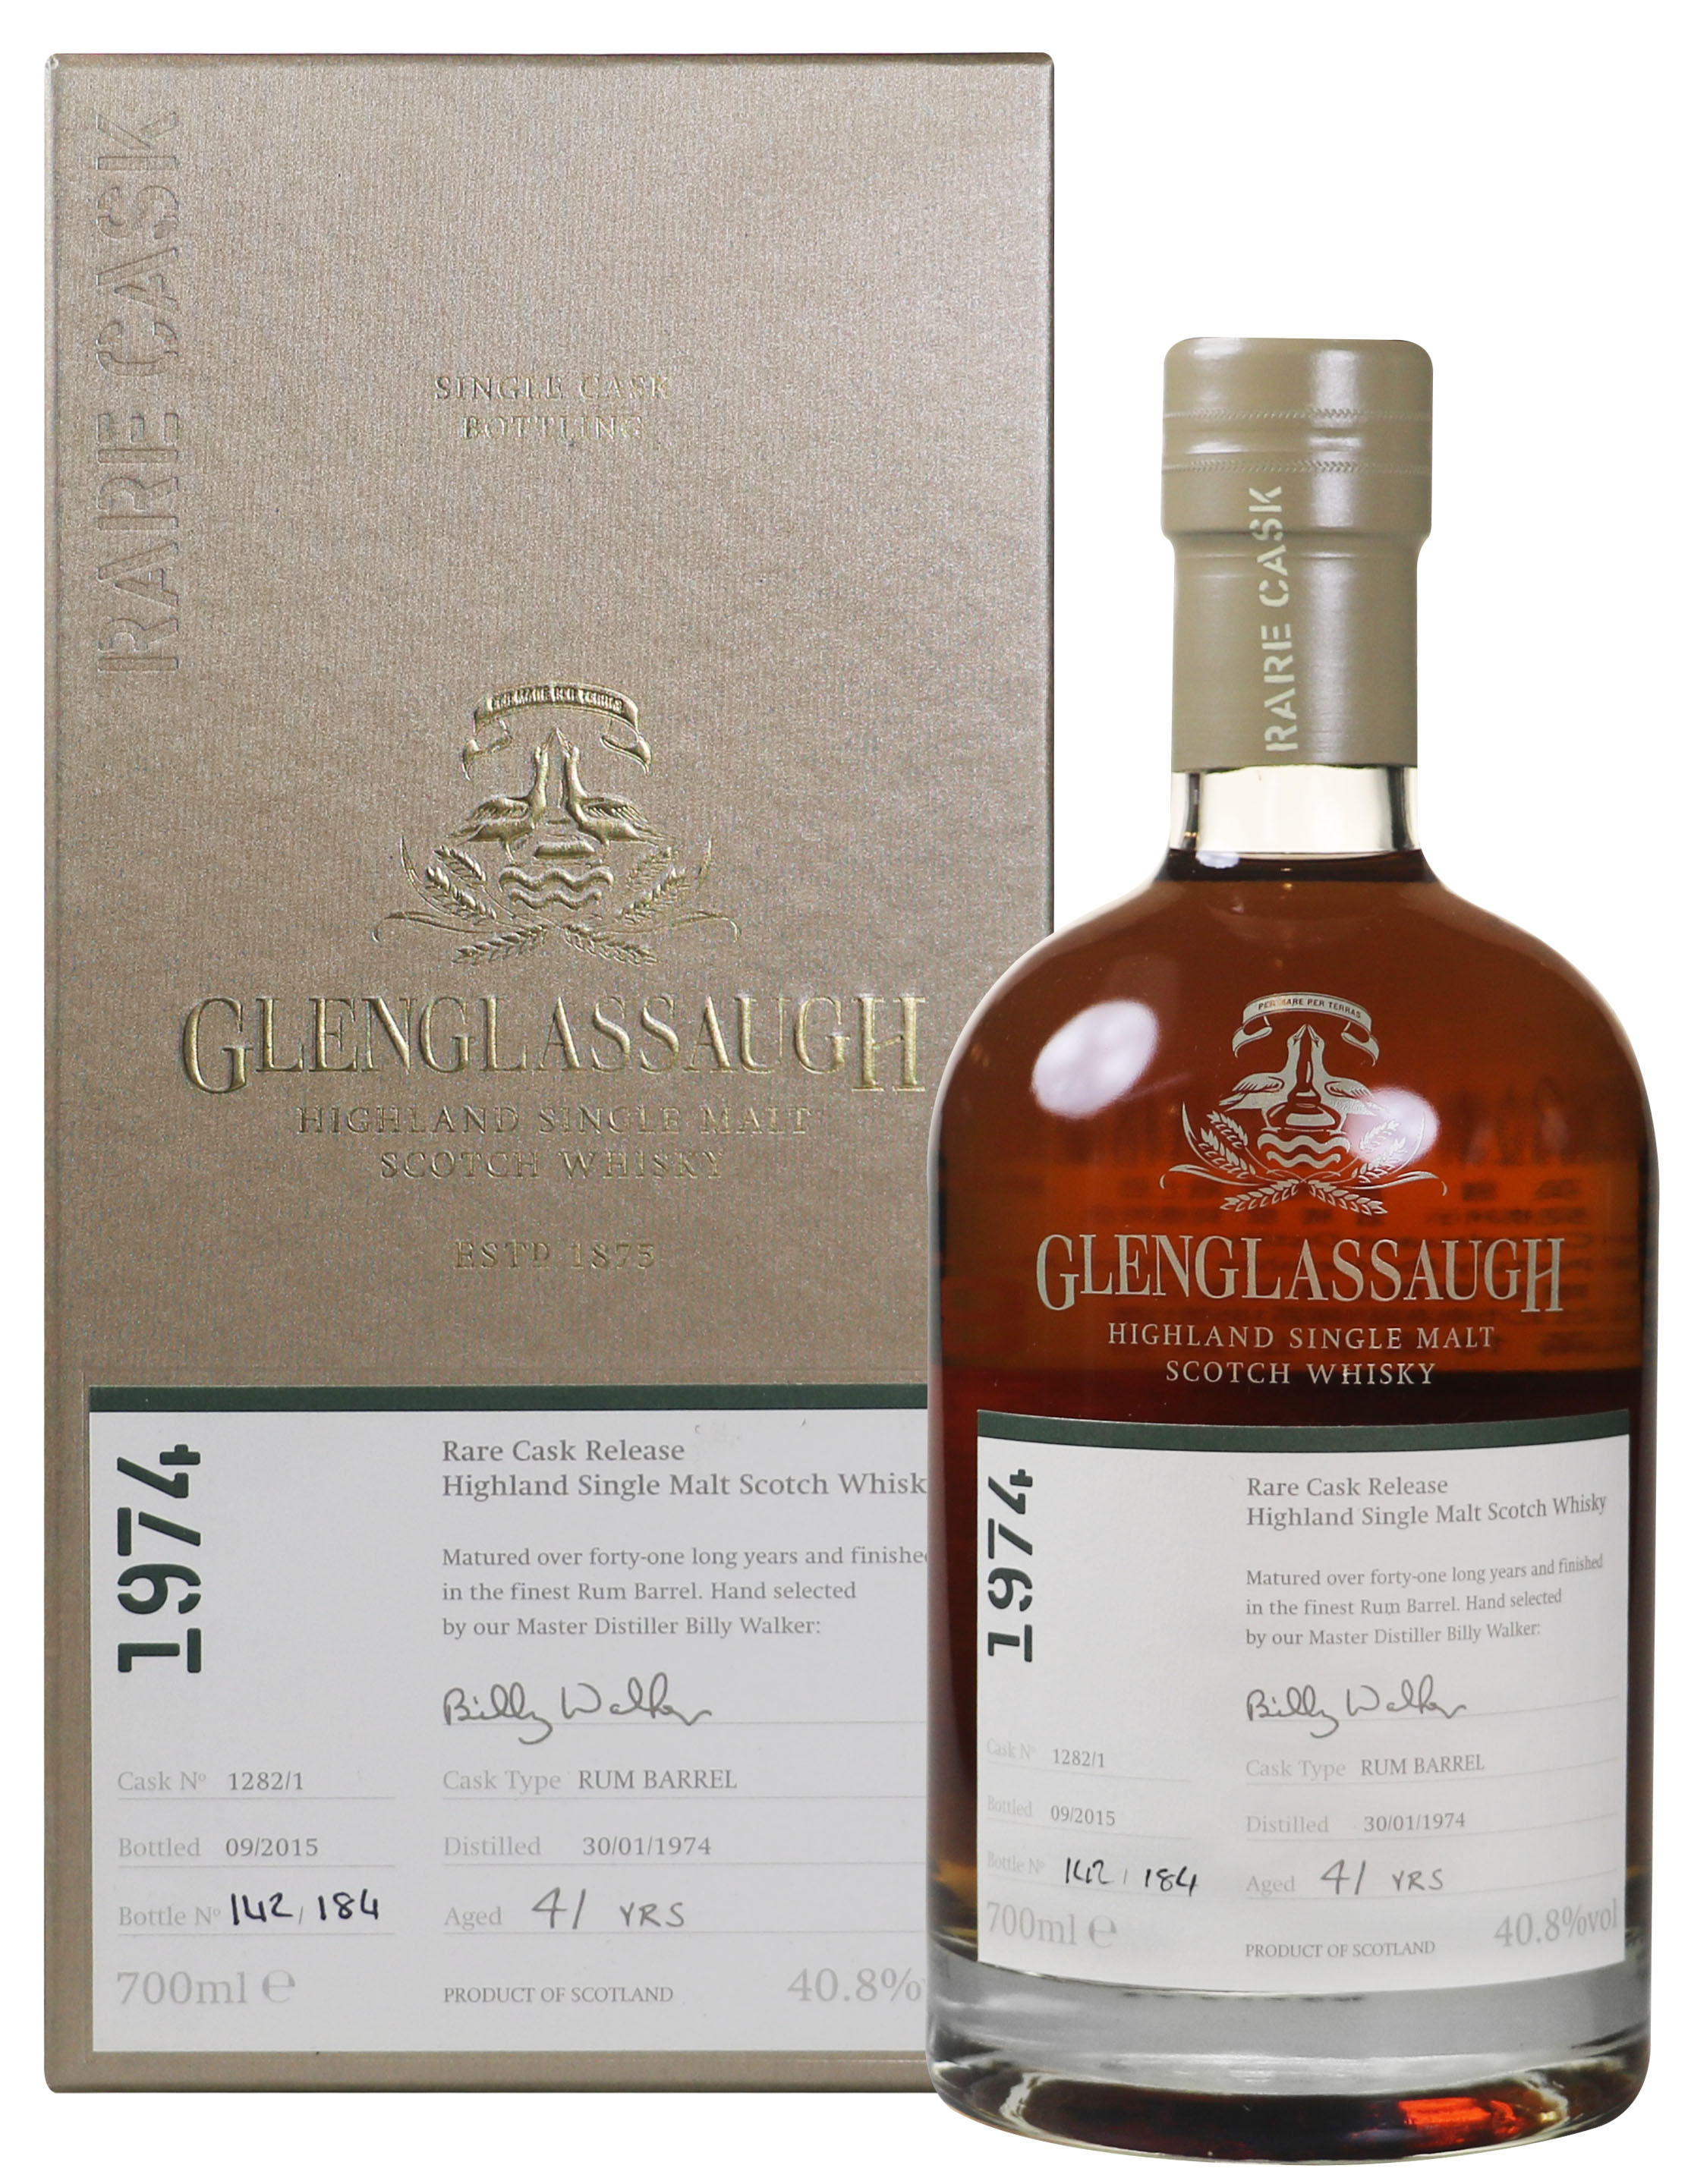 RARE CASK
SINGLE CASK
BOTTLING
PER MARE PER TERRAS
GLENGLASSAUGH
HIGHLAND SINGLE MALT
SCOTCH WHISKY
ESTD 1875
1974
Rare Cask Release
Highland Single Malt Scotch Whisk
Matured over forty-one long years and finishe
in the finest Rum Barrel. Hand selected
by our Master Distiller Billy Walker:
Billy Walker
Cask Nº 1282/1
Cask Type RUM BARREL
Bottled 09/2015
Distilled 30/01/1974
Bottle Nº 142/184
Aged 41 YRS
700ml ℮
PRODUCT OF SCOTLAND
40.8%
RARE CASK
PER MARE PER TERRAS
GLENGLASSAUGH
HIGHLAND SINGLE MALT
SCOTCH WHISKY
1974
Rare Cask Release
Highland Single Malt Scotch Whisky
Matured over forty-one long years and finished
in the finest Rum Barrel. Hand selected
by our Master Distiller Billy Walker:
Billy Walker
Cask Nº 1282/1
Cask Type RUM BARREL
Bottled 09/2015
Distilled 30/01/1974
Bottle Nº 142/184
Aged 41 YRS
700ml ℮
PRODUCT OF SCOTLAND
40.8%vol